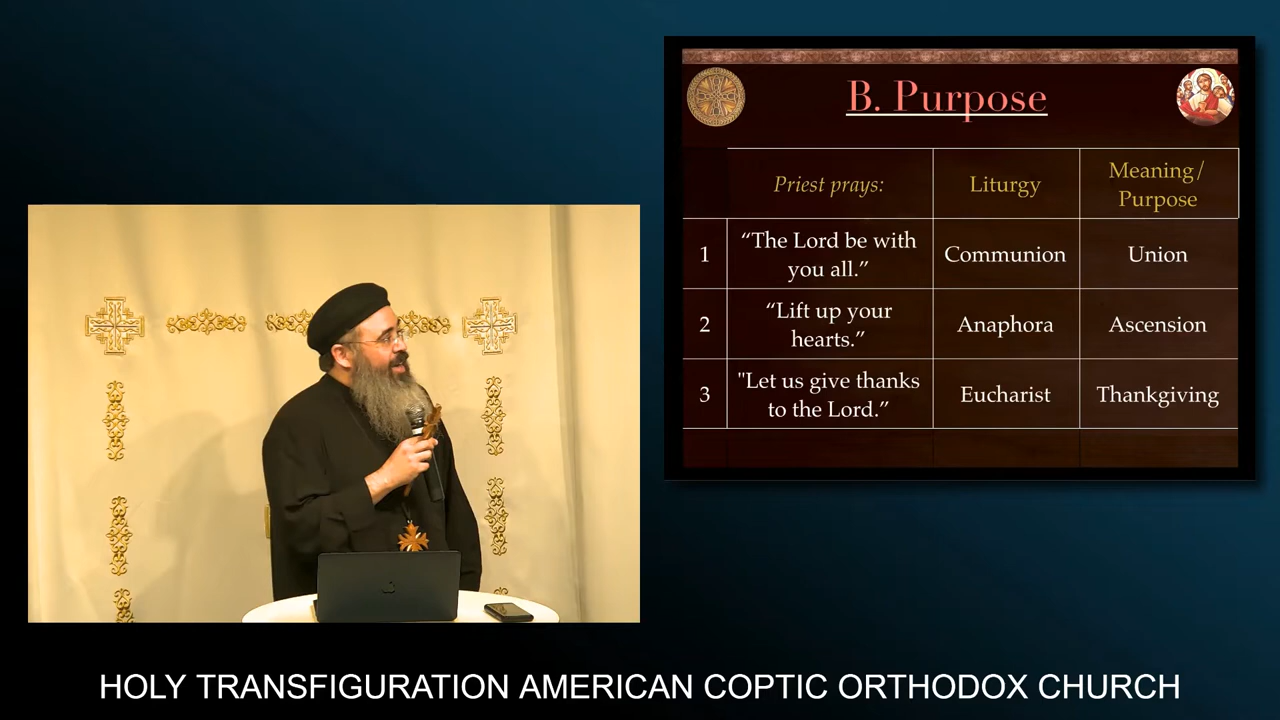 B. Purpose
Priest prays:
Liturgy
Meaning/
Purpose
1
“The Lord be with
you all.”
Communion
Union
2
“Lift up your
hearts.”
Anaphora
Ascension
3
"Let us give thanks
to the Lord.”
Eucharist
Thankgiving
HOLY TRANSFIGURATION AMERICAN COPTIC ORTHODOX CHURCH